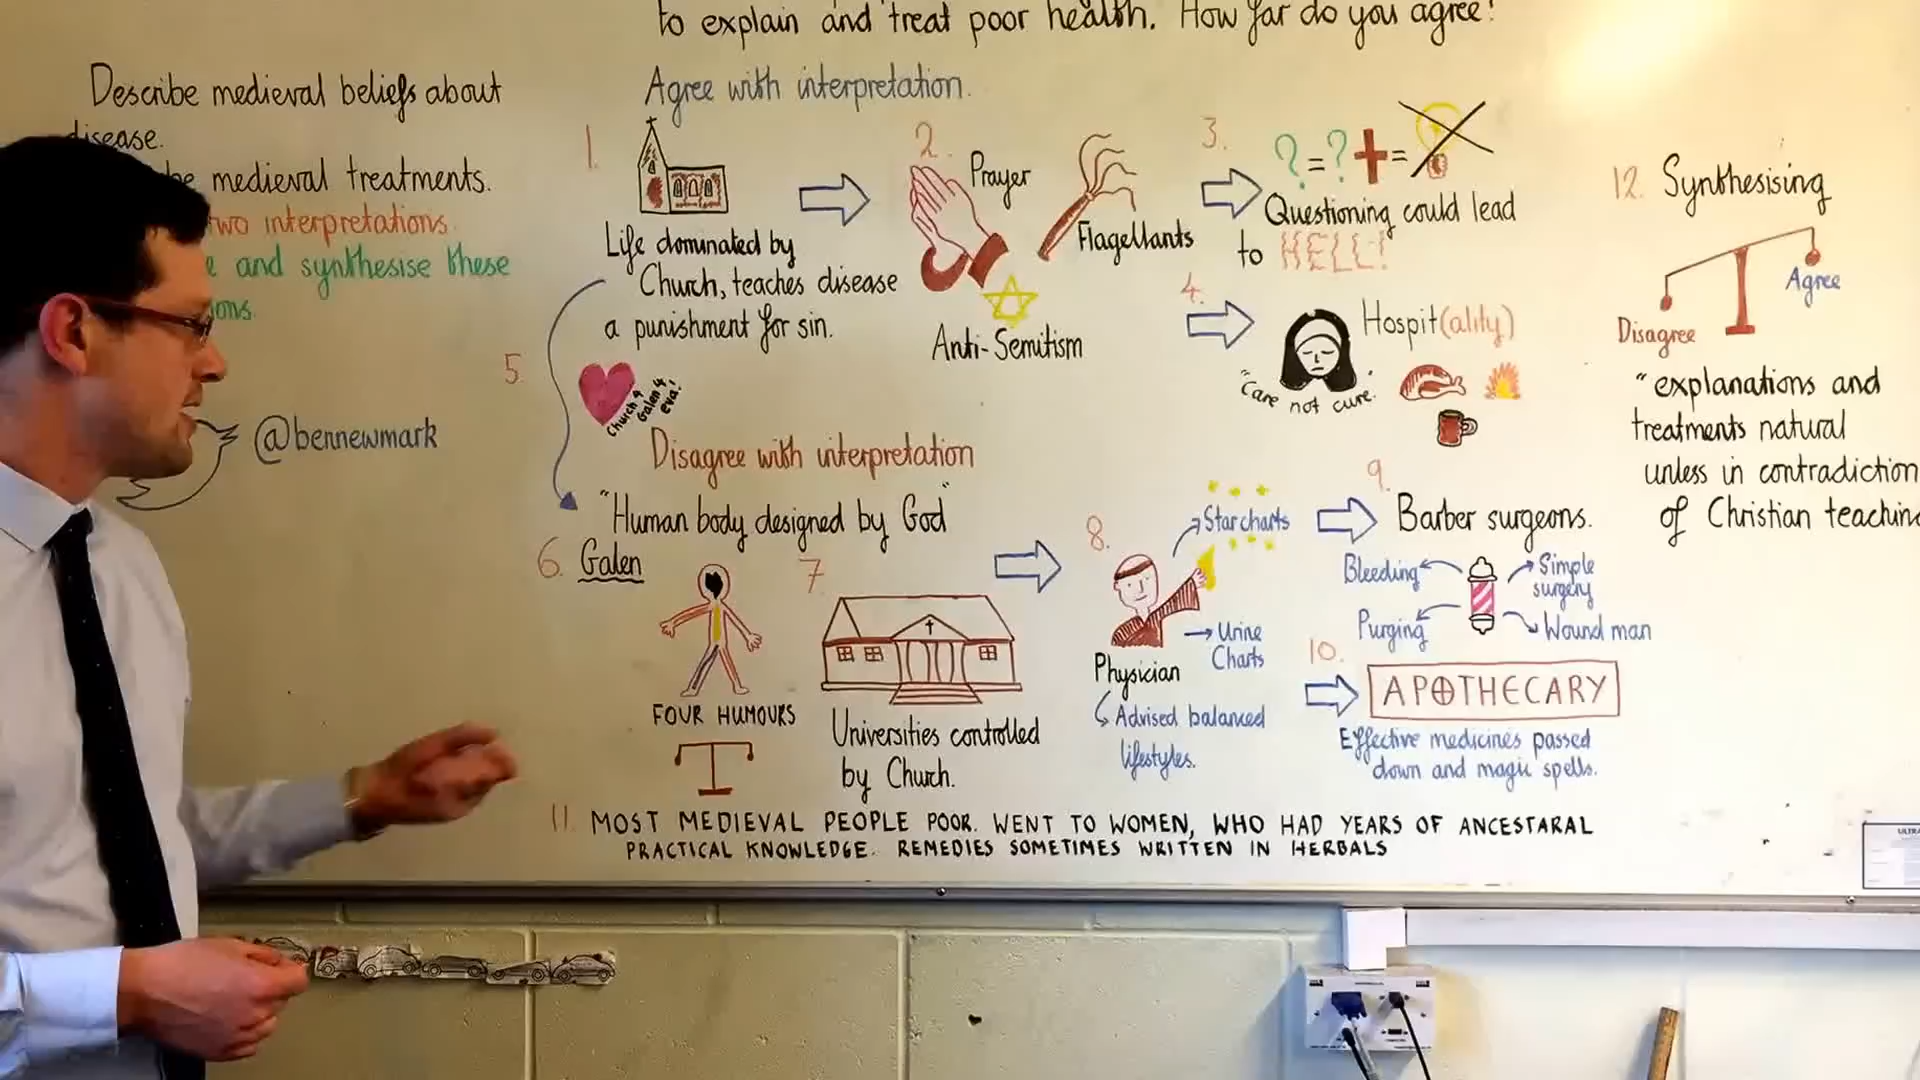 to explain and treat poor health. How far do you agree?
Describe medieval beliefs about
disease.
medieval treatments.
two interpretations.
and synthesise these
@bennewmark
Agree with interpretation.
1.
Life dominated by
Church, teaches disease
a punishment for sin.
2.
Prayer
Flagellants
Anti-Semitism
3.
?=?+=
Questioning could lead
to HELL!
4.
Hospit(ality)
"care not cure."
5.
Church 4
Galen 4
eva!
Disagree with interpretation
"Human body designed by God"
6. Galen
FOUR HUMOURS
7
Universities controlled
by Church.
8.
Star charts
Urine
Charts
Physician
Advised balanced
lifestyles.
9.
Barber surgeons.
Bleeding
Simple
surgery
Purging
Wound man
10.
APOTHECARY
Effective medicines passed
down and magic spells.
11. MOST MEDIEVAL PEOPLE POOR. WENT TO WOMEN, WHO HAD YEARS OF ANCESTARAL
PRACTICAL KNOWLEDGE. REMEDIES SOMETIMES WRITTEN IN HERBALS
12. Synthesising
Agree
Disagree
"explanations and
treatments natural
unless in contradiction
of Christian teaching